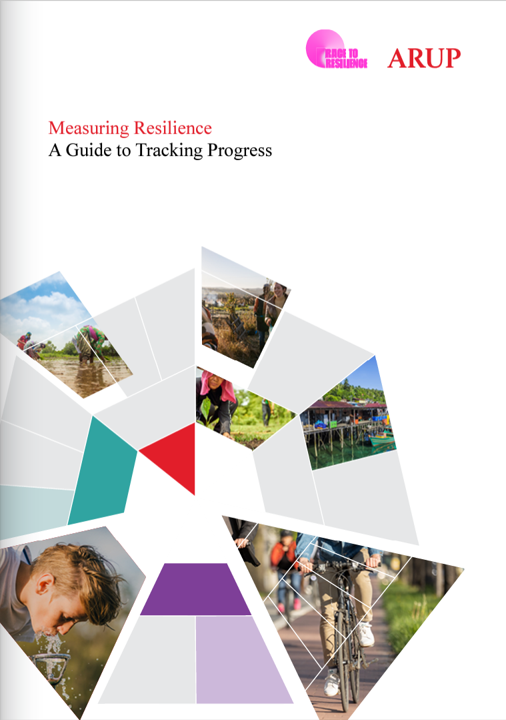 RACE TO
RESILIENCE
ARUP
Measuring Resilience
A Guide to Tracking Progress